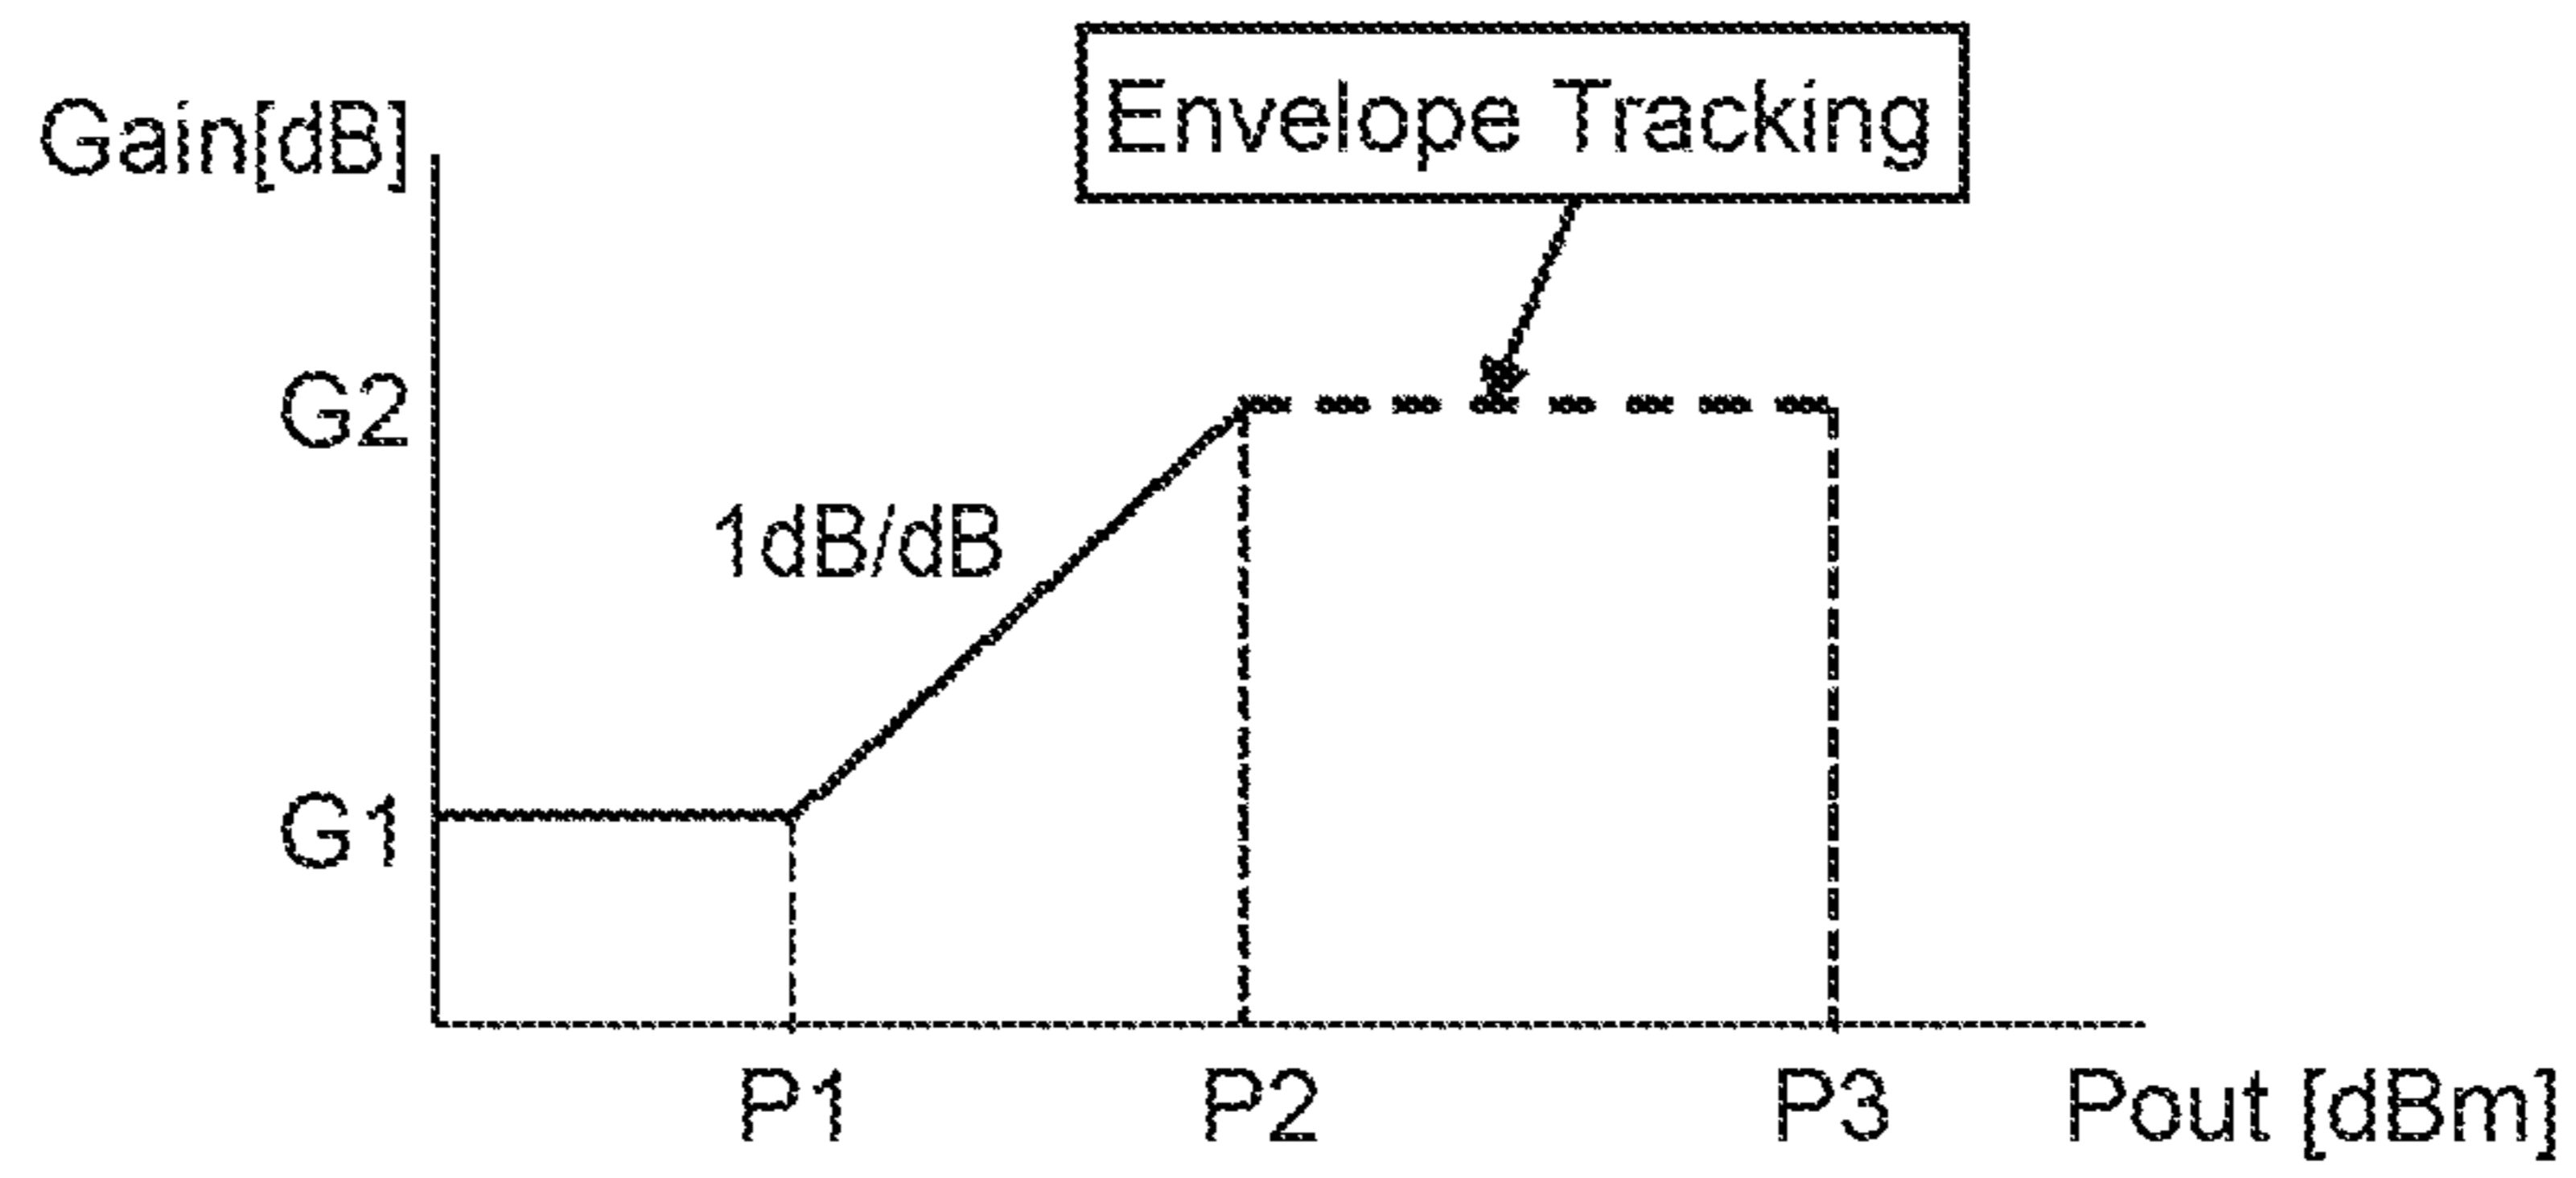 Envelope Tracking
Gain[dB]
G2
1dB/dB
G1
P1 P2 P3 Pout [dBm]